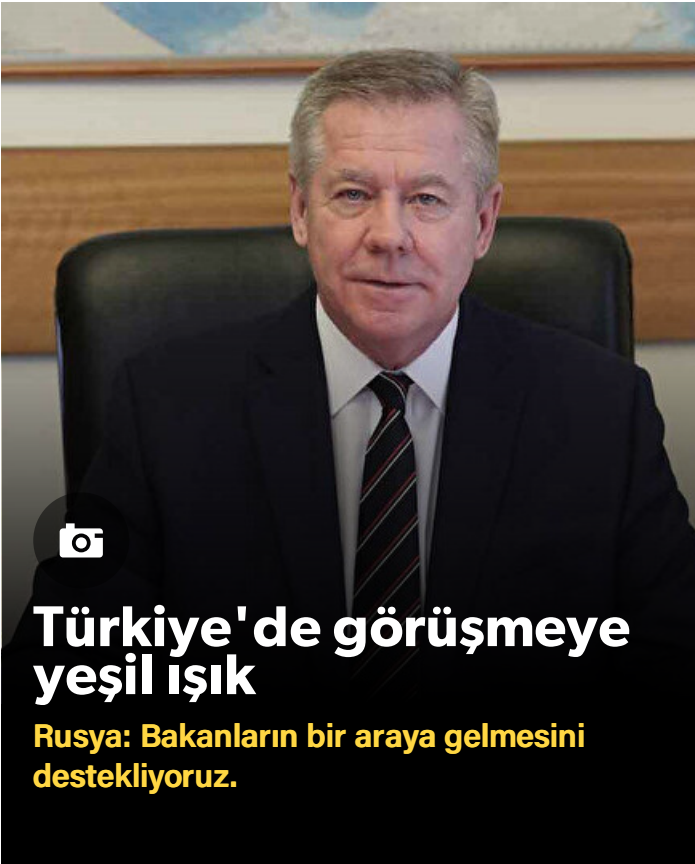 Türkiye'de görüşmeye
yeşil ışık
Rusya: Bakanların bir araya gelmesini
destekliyoruz.